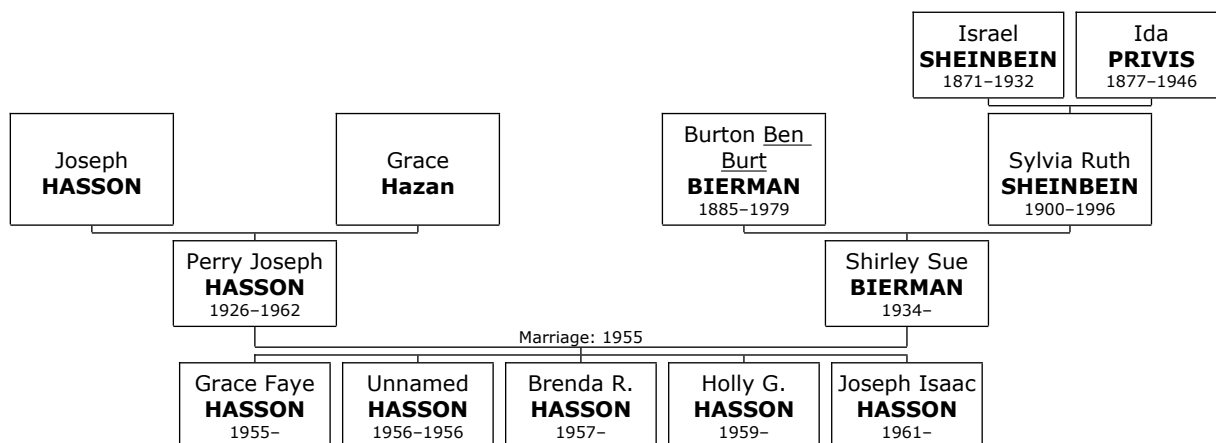 Israel
SHEINBEIN
1871–1932
Ida
PRIVIS
1877–1946
Joseph
HASSON
Grace
Hazan
Burton Ben
Burt
BIERMAN
1885–1979
Sylvia Ruth
SHEINBEIN
1900–1996
Perry Joseph
HASSON
1926–1962
Shirley Sue
BIERMAN
1934–
Marriage: 1955
Grace Faye
HASSON
1955–
Unnamed
HASSON
1956–1956
Brenda R.
HASSON
1957–
Holly G.
HASSON
1959–
Joseph Isaac
HASSON
1961–